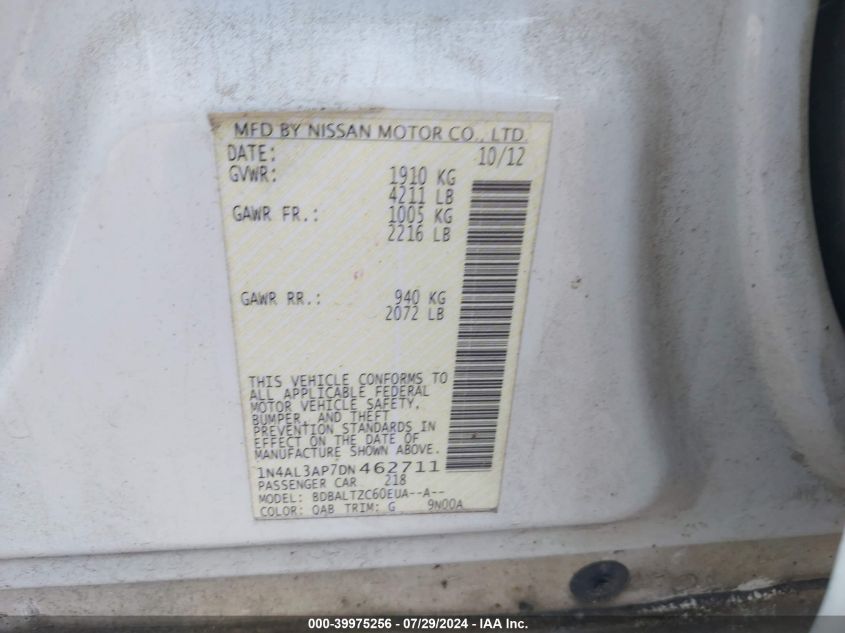 MFD BY NISSAN MOTOR CO., LTD.
DATE: 10/12
GVWR: 1910 KG
4211 LB
GAWR FR.: 1005 KG
2216 LB
GAWR RR.: 940 KG
2072 LB
THIS VEHICLE CONFORMS TO
ALL APPLICABLE FEDERAL
MOTOR VEHICLE SAFETY,
BUMPER, AND THEFT
PREVENTION STANDARDS IN
EFFECT ON THE DATE OF
MANUFACTURE SHOWN ABOVE.
1N4AL3AP7DN462711
PASSENGER CAR 218
MODEL: BDBALTZC60EUA--A--
COLOR: QAB TRIM: G 9N00A
000-39975256 - 07/29/2024 - IAA Inc.